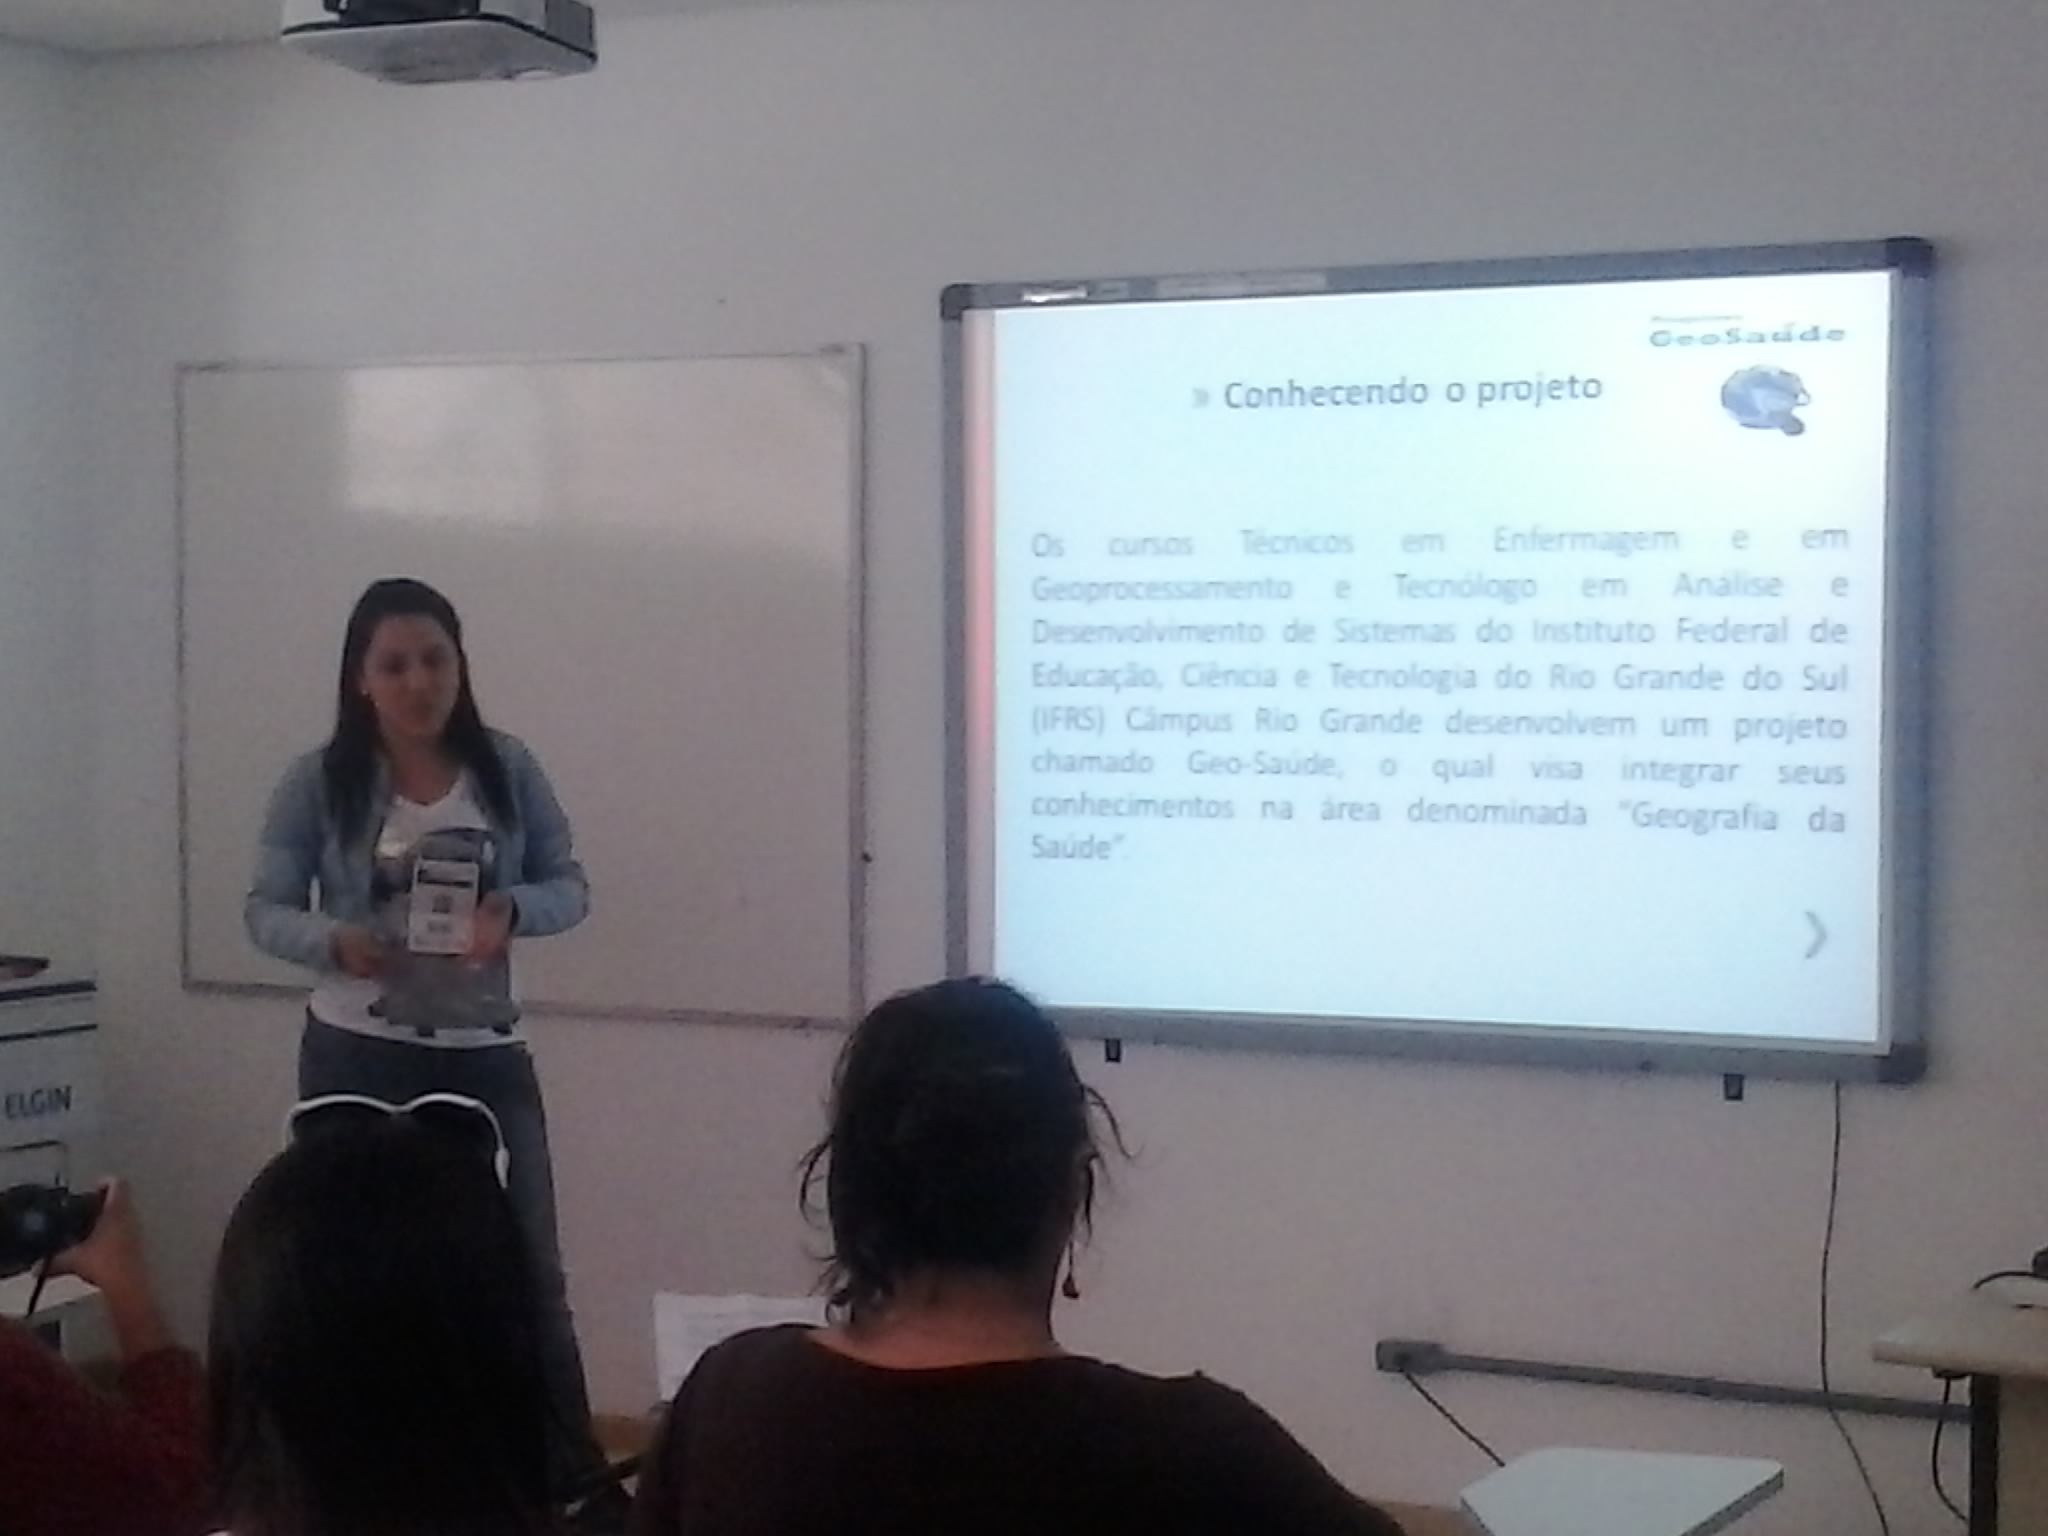 GeoSaúde
» Conhecendo o projeto
Os cursos Técnicos em Enfermagem e em
Geoprocessamento e Tecnólogo em Análise e
Desenvolvimento de Sistemas do Instituto Federal de
Educação, Ciência e Tecnologia do Rio Grande do Sul
(IFRS) Câmpus Rio Grande desenvolvem um projeto
chamado Geo-Saúde, o qual visa integrar seus
conhecimentos na área denominada "Geografia da
Saúde".
ELGIN